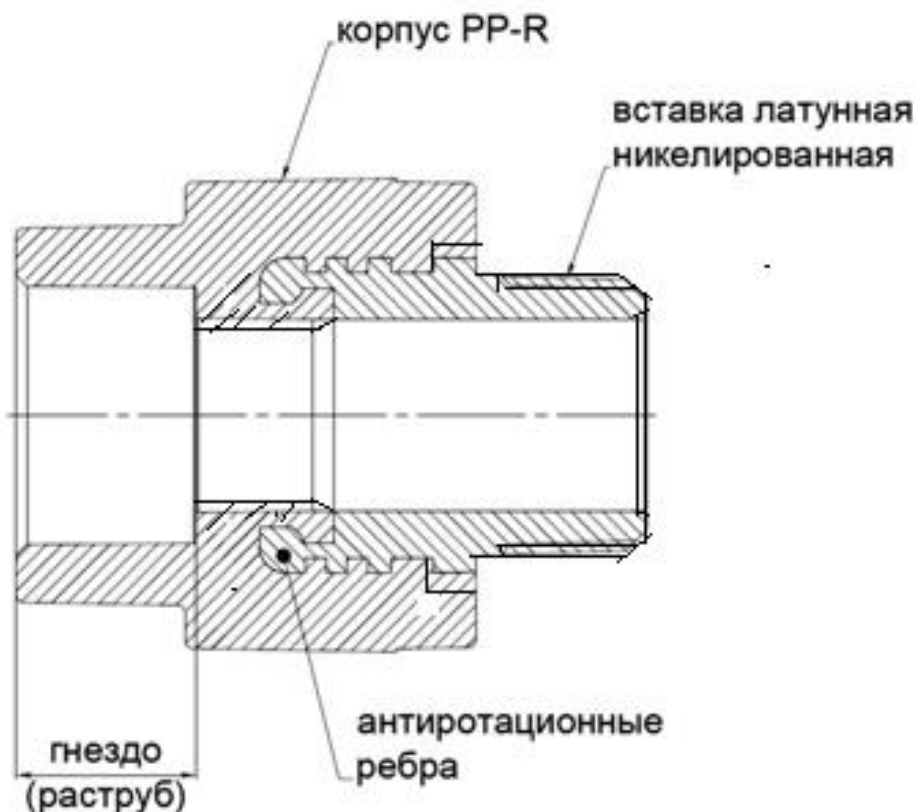 корпус PP-R
вставка латунная
никелированная
антиротационные
ребра
гнездо
(раструб)